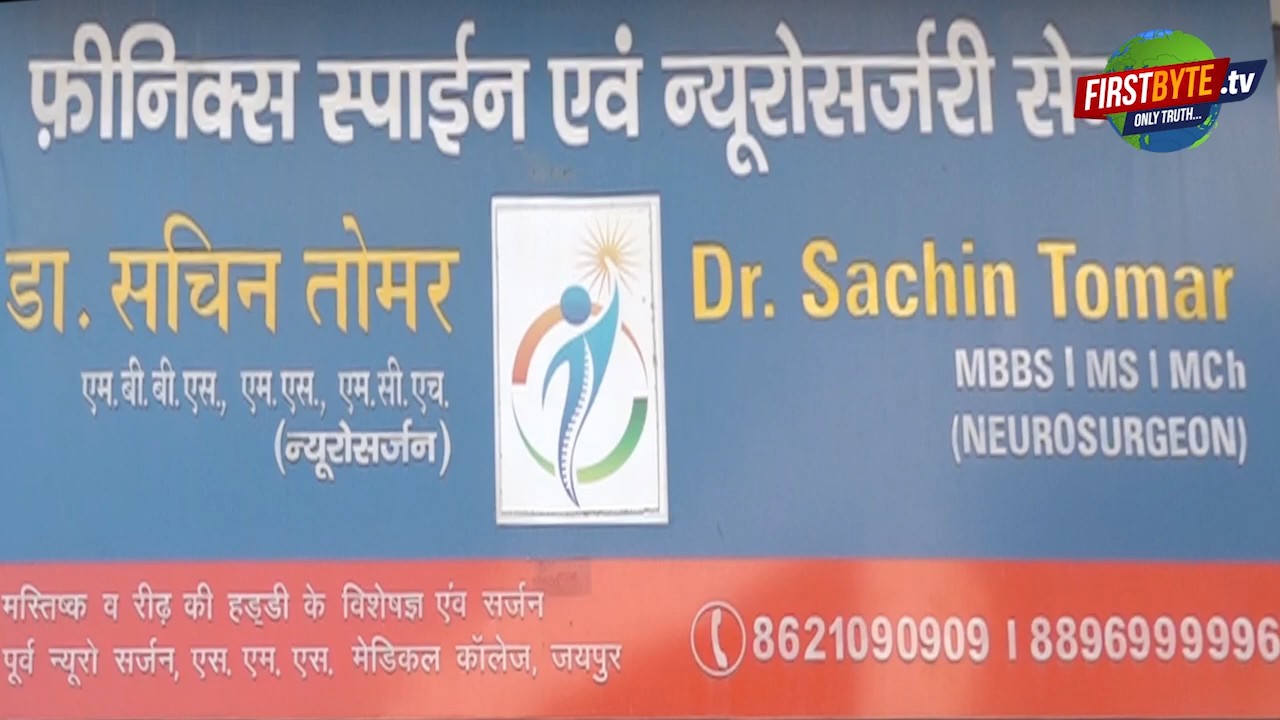 फ़ीनिक्स स्पाईन एवं न्यूरोसर्जरी
FIRSTBYTE.tv
ONLY TRUTH...
डा. सचिन तोमर
एम.बी.बी.एस., एम.एस., एम.सी.एच.
(न्यूरोसर्जन)
Dr. Sachin Tomar
MBBS | MS | MCh
(NEUROSURGEON)
मस्तिष्क व रीढ़ की हड्डी के विशेषज्ञ एंव सर्जन
पूर्व न्यूरो सर्जन, एस. एम. एस. मेडिकल कॉलेज, जयपुर
8621090909 | 8896999996